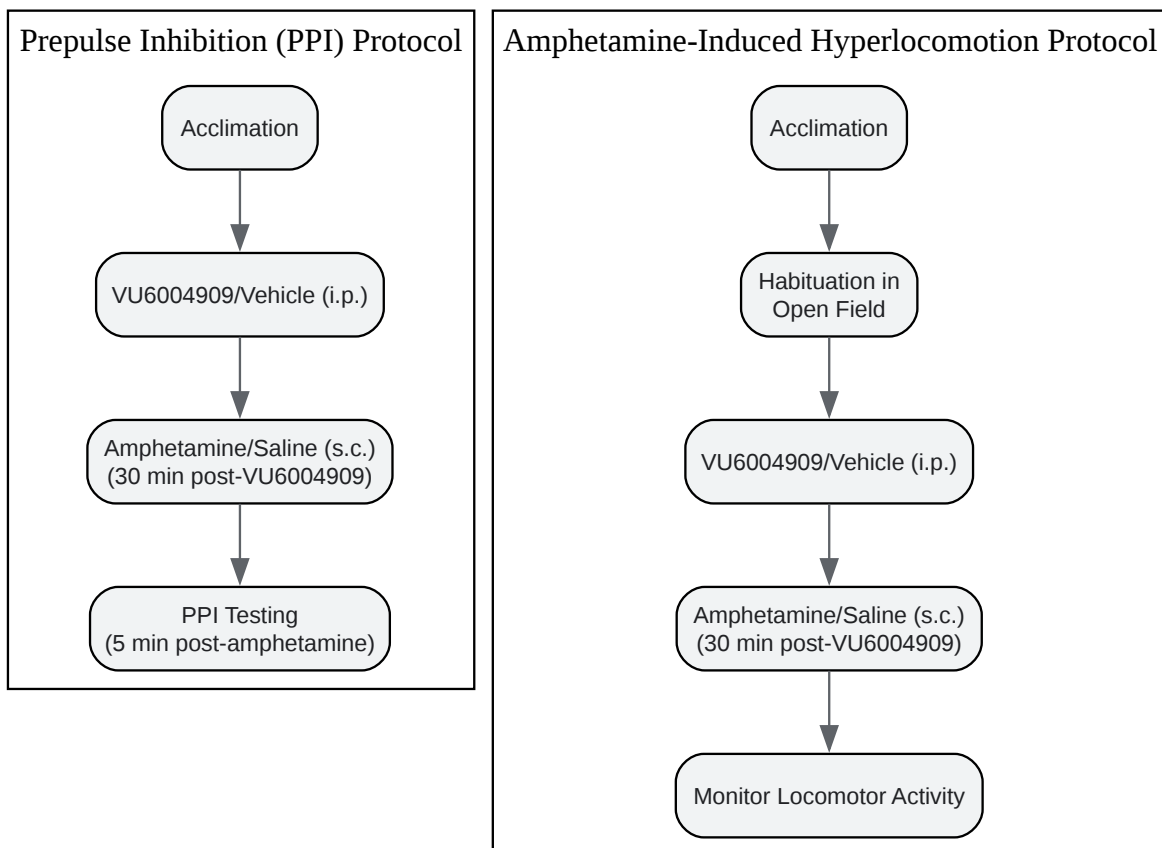 Prepulse Inhibition (PPI) Protocol
Acclimation
VU6004909/Vehicle (i.p.)
Amphetamine/Saline (s.c.)
(30 min post-VU6004909)
PPI Testing
(5 min post-amphetamine)
Amphetamine-Induced Hyperlocomotion Protocol
Acclimation
Habituation in
Open Field
VU6004909/Vehicle (i.p.)
Amphetamine/Saline (s.c.)
(30 min post-VU6004909)
Monitor Locomotor Activity